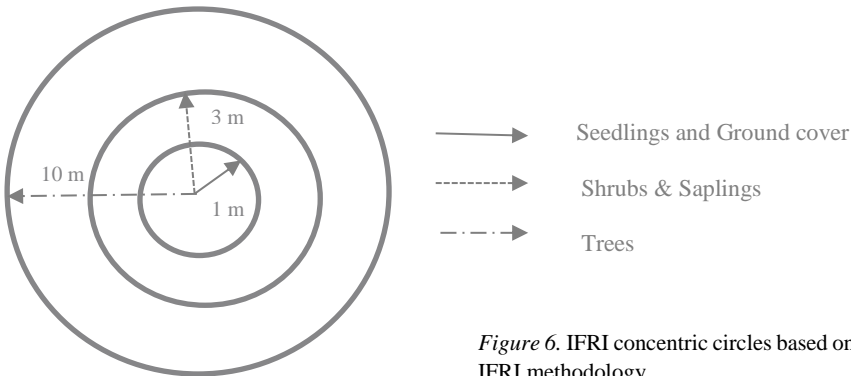 3 m
10 m
1 m
Seedlings and Ground cover
Shrubs & Saplings
Trees
Figure 6. IFRI concentric circles based on
IFRI methodology